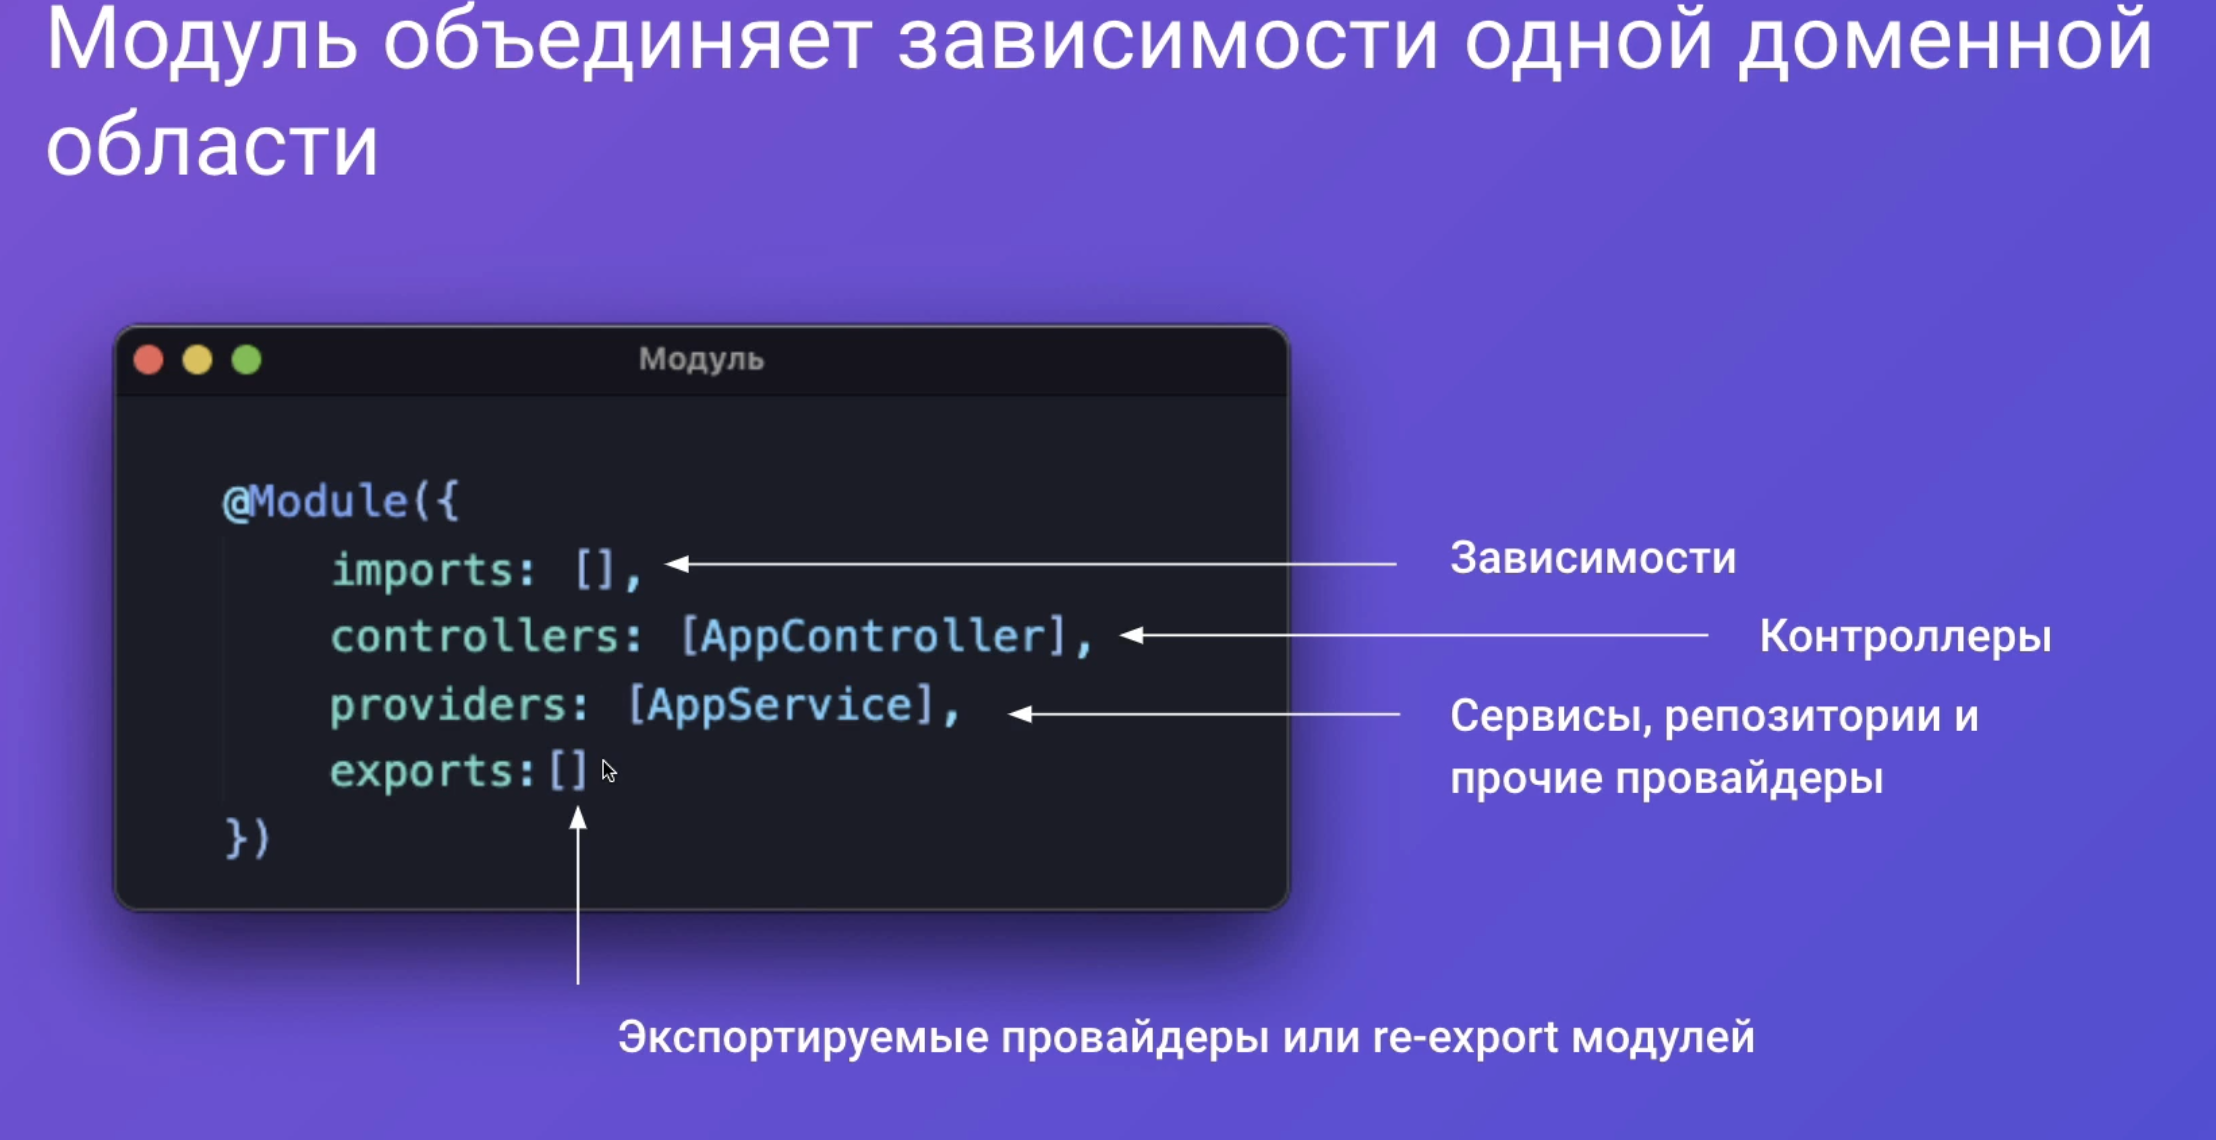 Модуль объединяет зависимости одной доменной
области
Модуль
@Module({
imports: [],
Зависимости
controllers: [AppController],
Контроллеры
providers: [AppService],
Сервисы, репозитории и
прочие провайдеры
exports:[]
})
Экспортируемые провайдеры или re-export модулей